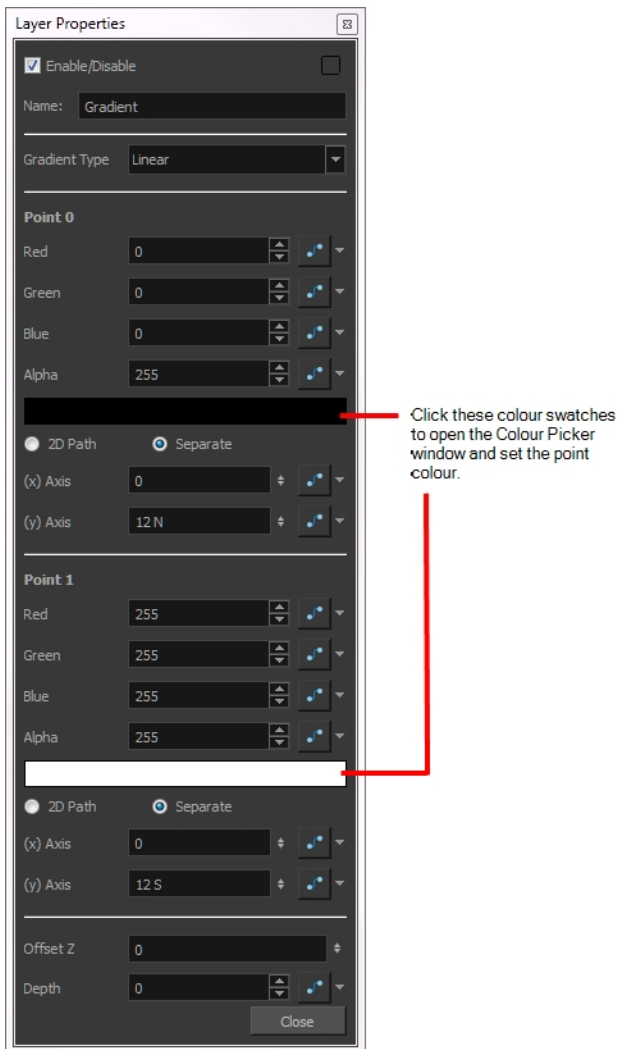 Layer Properties
Enable/Disable
Name: Gradient
Gradient Type Linear
Point 0
Red 0
Green 0
Blue 0
Alpha 255
Click these colour swatches
to open the Colour Picker
window and set the point
colour.
2D Path Separate
(x) Axis 0
(y) Axis 12 N
Point 1
Red 255
Green 255
Blue 255
Alpha 255
2D Path Separate
(x) Axis 0
(y) Axis 12 S
Offset Z 0
Depth 0
Close